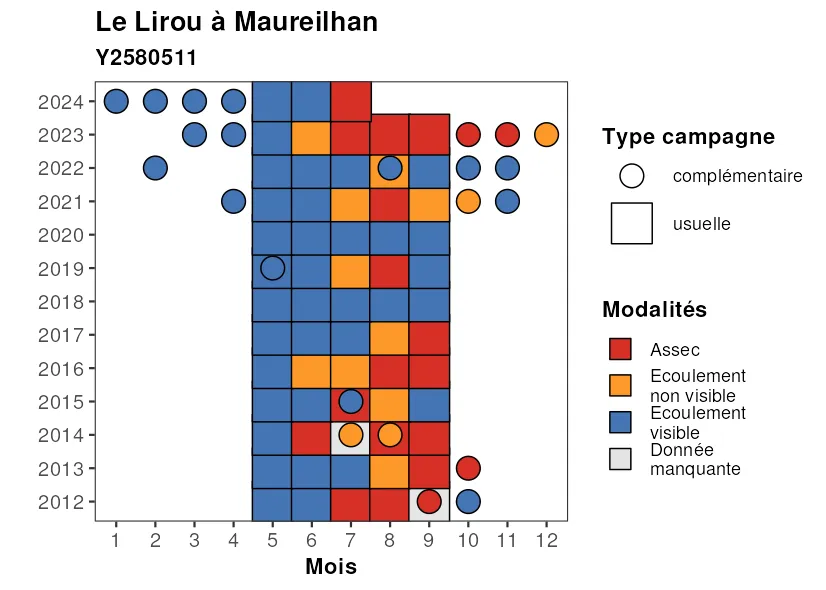 Le Lirou à Maureilhan
Y2580511
2024
2023
2022
2021
2020
2019
2018
2017
2016
2015
2014
2013
2012
1 2 3 4 5 6 7 8 9 10 11 12
Mois
Type campagne
complémentaire
usuelle
Modalités
Assec
Ecoulement
non visible
Ecoulement
visible
Donnée
manquante